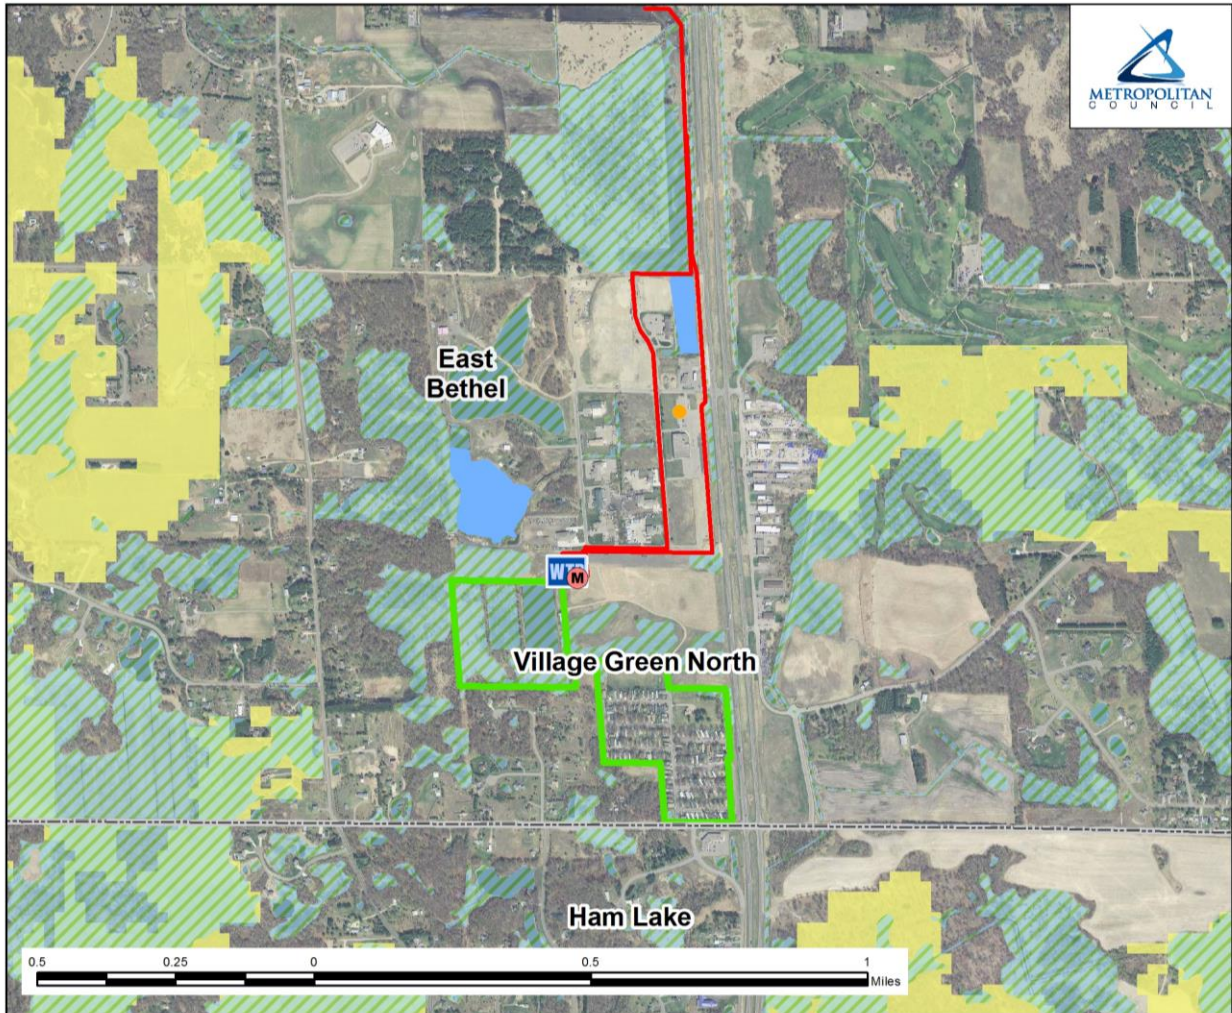 METROPOLITAN
COUNCIL
East
Bethel
WTP
M
Village Green North
Ham Lake
0.5 0.25 0 0.5 1
Miles